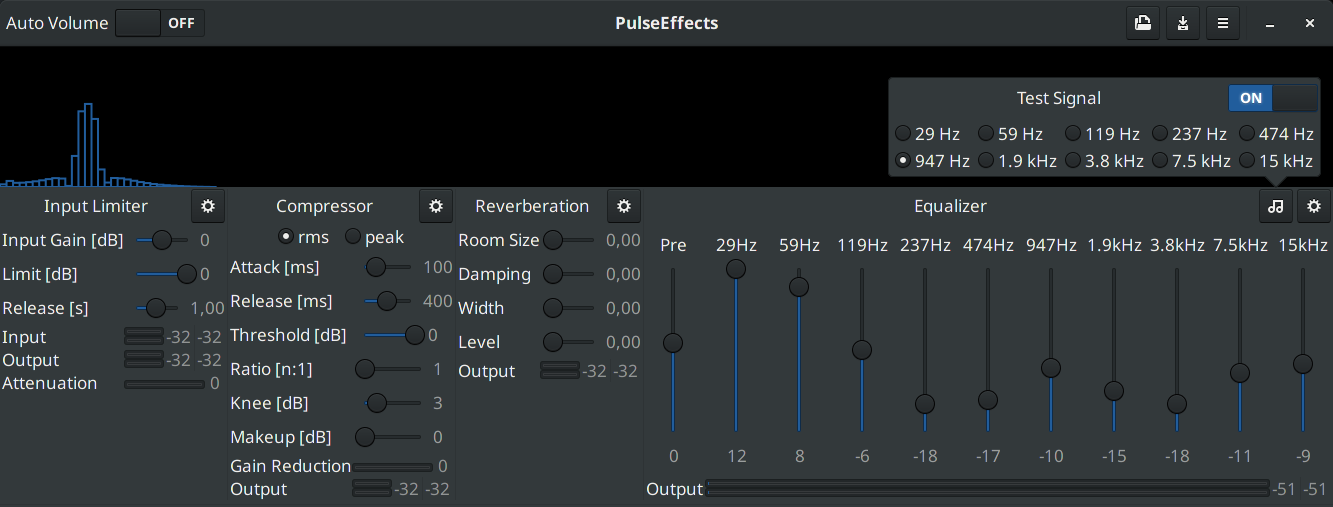 Auto Volume OFF PulseEffects
Test Signal ON
29 Hz 59 Hz 119 Hz 237 Hz 474 Hz
947 Hz 1.9 kHz 3.8 kHz 7.5 kHz 15 kHz
Input Limiter
Input Gain [dB] 0
Limit [dB] 0
Release [s] 1,00
Input -32 -32
Output -32 -32
Attenuation 0
Compressor
rms peak
Attack [ms] 100
Release [ms] 400
Threshold [dB] 0
Ratio [n:1] 1
Knee [dB] 3
Makeup [dB] 0
Gain Reduction 0
Output -32 -32
Reverberation
Room Size 0,00
Damping 0,00
Width 0,00
Level 0,00
Output -32 -32
Equalizer
Pre 29Hz 59Hz 119Hz 237Hz 474Hz 947Hz 1.9kHz 3.8kHz 7.5kHz 15kHz
0 12 8 -6 -18 -17 -10 -15 -18 -11 -9
Output -51 -51